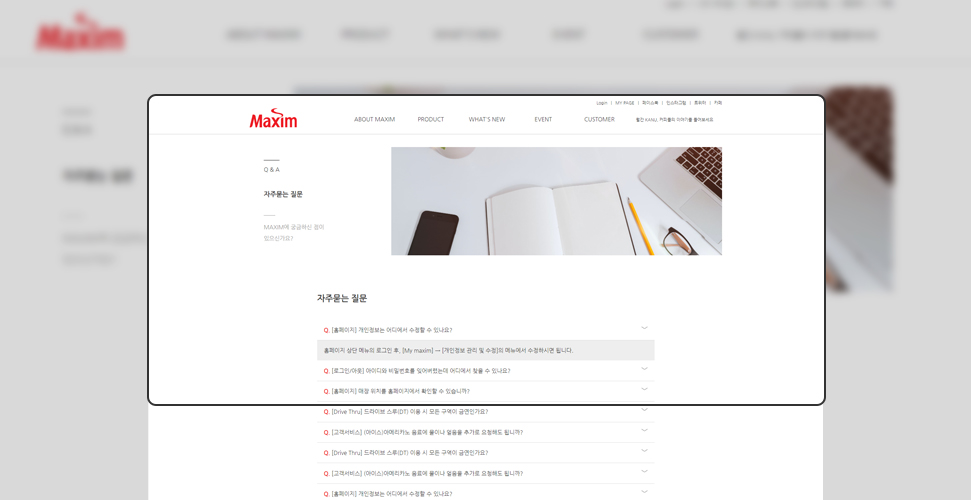 Login | MY PAGE | 페이스북 | 인스타그램 | 트위터 | 카페
Maxim
ABOUT MAXIM PRODUCT WHAT'S NEW EVENT CUSTOMER 빨간 KANU, 커피들의 이야기를 들어보세요
Q & A
자주묻는 질문
MAXIM에 궁금하신 점이
있으신가요?
자주묻는 질문
Q. [홈페이지] 개인정보는 어디에서 수정할 수 있나요?
홈페이지 상단 메뉴의 로그인 후, [My maxim] → [개인정보 관리 및 수정]의 메뉴에서 수정하시면 됩니다.
Q. [로그인/아웃] 아이디와 비밀번호를 잊어버렸는데 어디에서 찾을 수 있나요?
Q. [홈페이지] 매장 위치를 홈페이지에서 확인할 수 있습니까?
Q. [Drive Thru] 드라이브 스루(DT) 이용 시 모든 구역이 금연인가요?
Q. [고객서비스] (아이스)아메리카노 음료에 물이나 얼음을 추가로 요청해도 됩니까?
Q. [Drive Thru] 드라이브 스루(DT) 이용 시 모든 구역이 금연인가요?
Q. [고객서비스] (아이스)아메리카노 음료에 물이나 얼음을 추가로 요청해도 됩니까?
Q. [홈페이지] 개인정보는 어디에서 수정할 수 있나요?